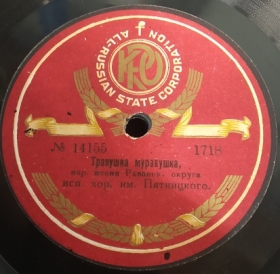 ALL-RUSSIAN STATE CORPORATION
№ 14155 1718
Травушка муравушка,
нар. песня Рязанск. округа
исп. хор. им. Пятницкого.